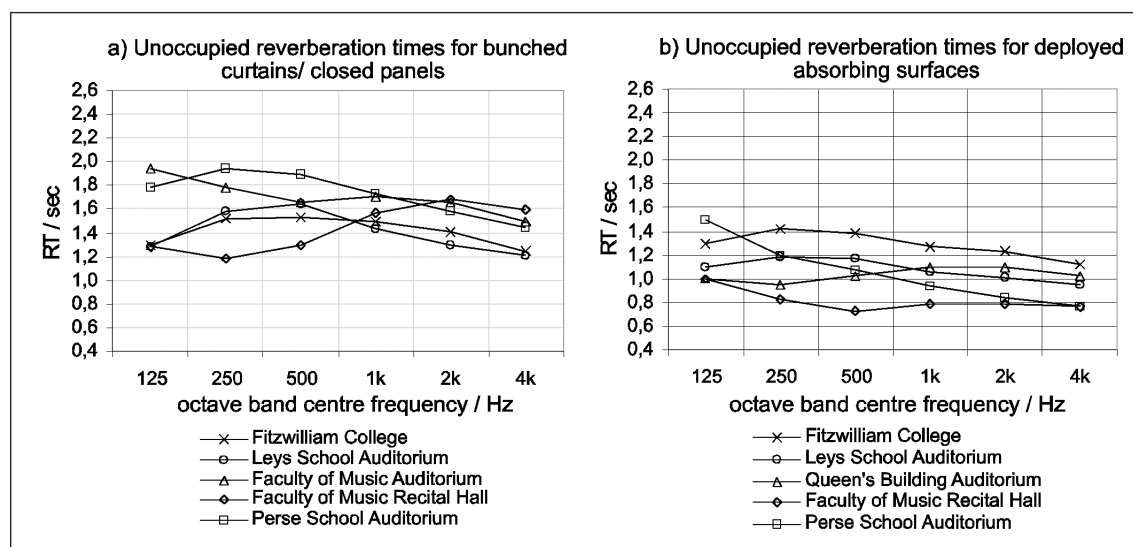 a) Unoccupied reverberation times for bunched
curtains/ closed panels
2,6
2,4
2,2
2,0
1,8
1,6
1,4
1,2
1,0
0,8
0,6
0,4
RT / sec
125 250 500 1k 2k 4k
octave band centre frequency / Hz
Fitzwilliam College
Leys School Auditorium
Faculty of Music Auditorium
Faculty of Music Recital Hall
Perse School Auditorium
b) Unoccupied reverberation times for deployed
absorbing surfaces
2,6
2,4
2,2
2,0
1,8
1,6
1,4
1,2
1,0
0,8
0,6
0,4
RT / sec
125 250 500 1k 2k 4k
octave band centre frequency / Hz
Fitzwilliam College
Leys School Auditorium
Queen's Building Auditorium
Faculty of Music Recital Hall
Perse School Auditorium